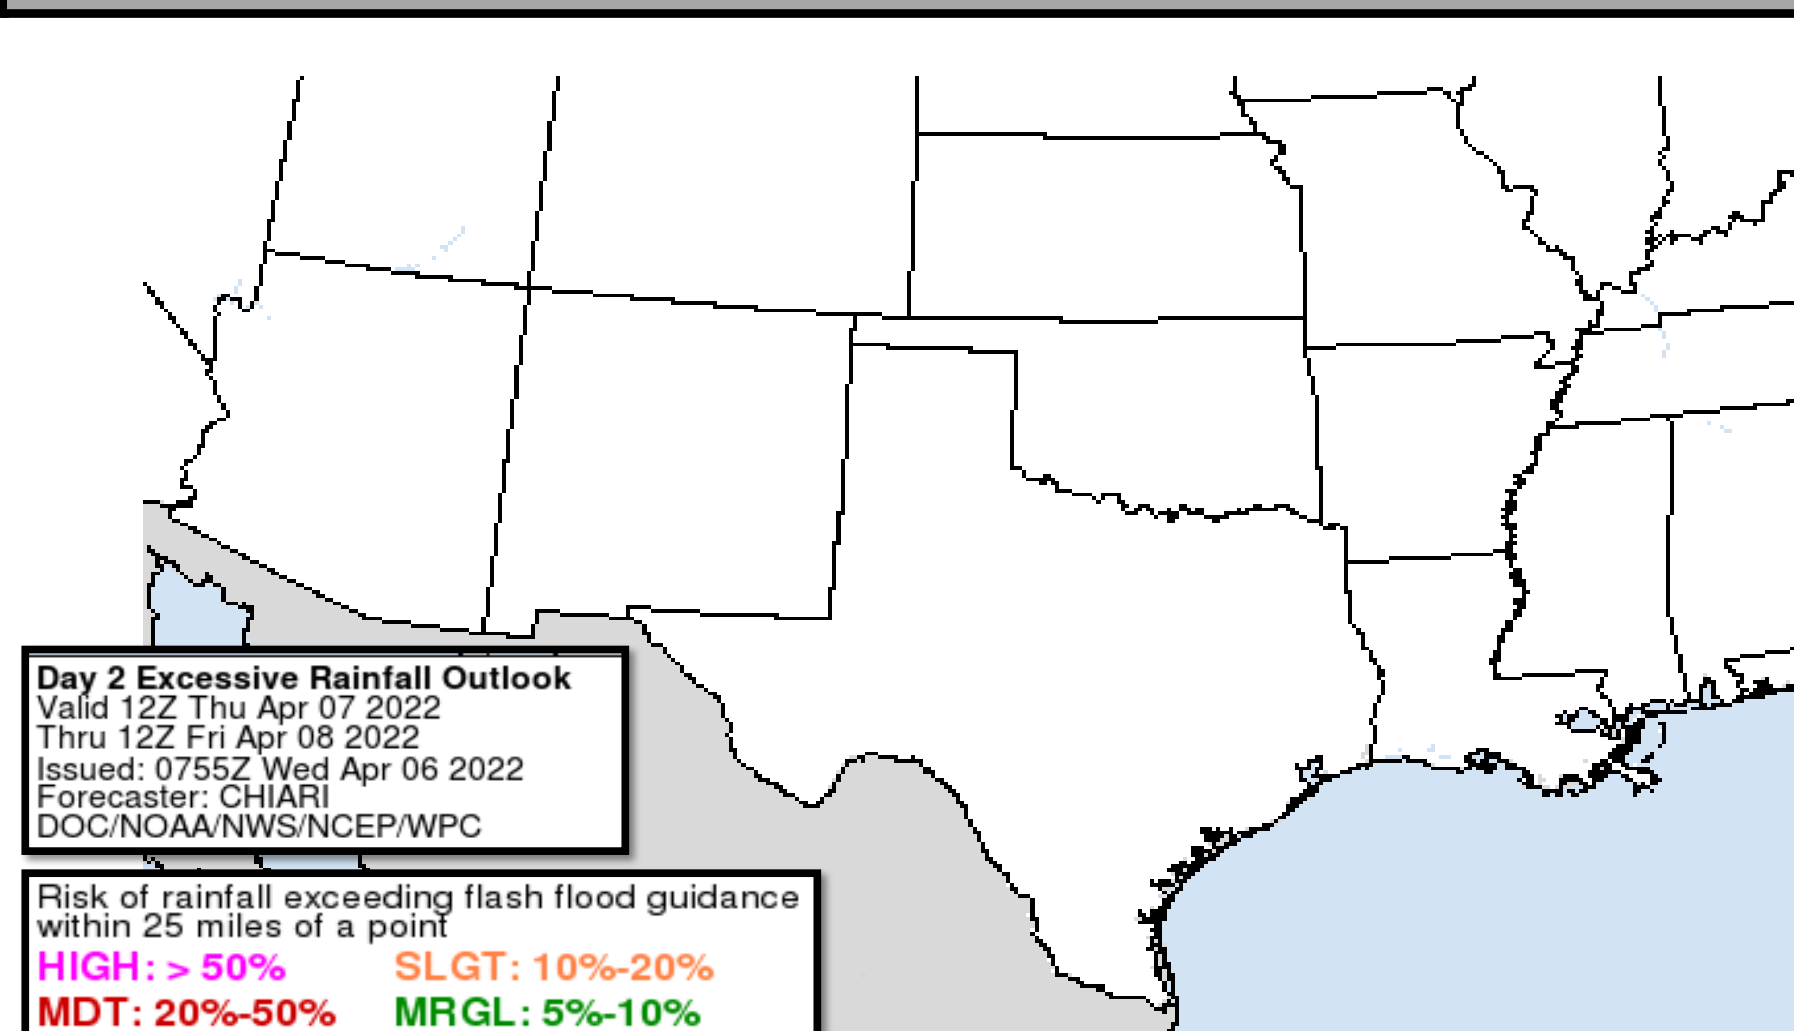 Day 2 Excessive Rainfall Outlook
Valid 12Z Thu Apr 07 2022
Thru 12Z Fri Apr 08 2022
Issued: 0755Z Wed Apr 06 2022
Forecaster: CHIARI
DOC/NOAA/NWS/NCEP/WPC
Risk of rainfall exceeding flash flood guidance
within 25 miles of a point
HIGH: > 50% SLGT: 10%-20%
MDT: 20%-50% MRGL: 5%-10%